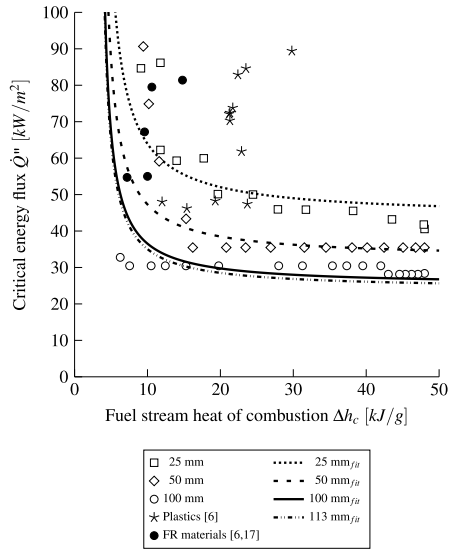 100
90
80
70
60
50
40
30
20
10
0
0 10 20 30 40 50
Critical energy flux Q̇" [kW/m²]
Fuel stream heat of combustion Δh_c [kJ/g]
25 mm 25 mm_fit
50 mm 50 mm_fit
100 mm 100 mm_fit
Plastics [6] 113 mm_fit
FR materials [6,17]